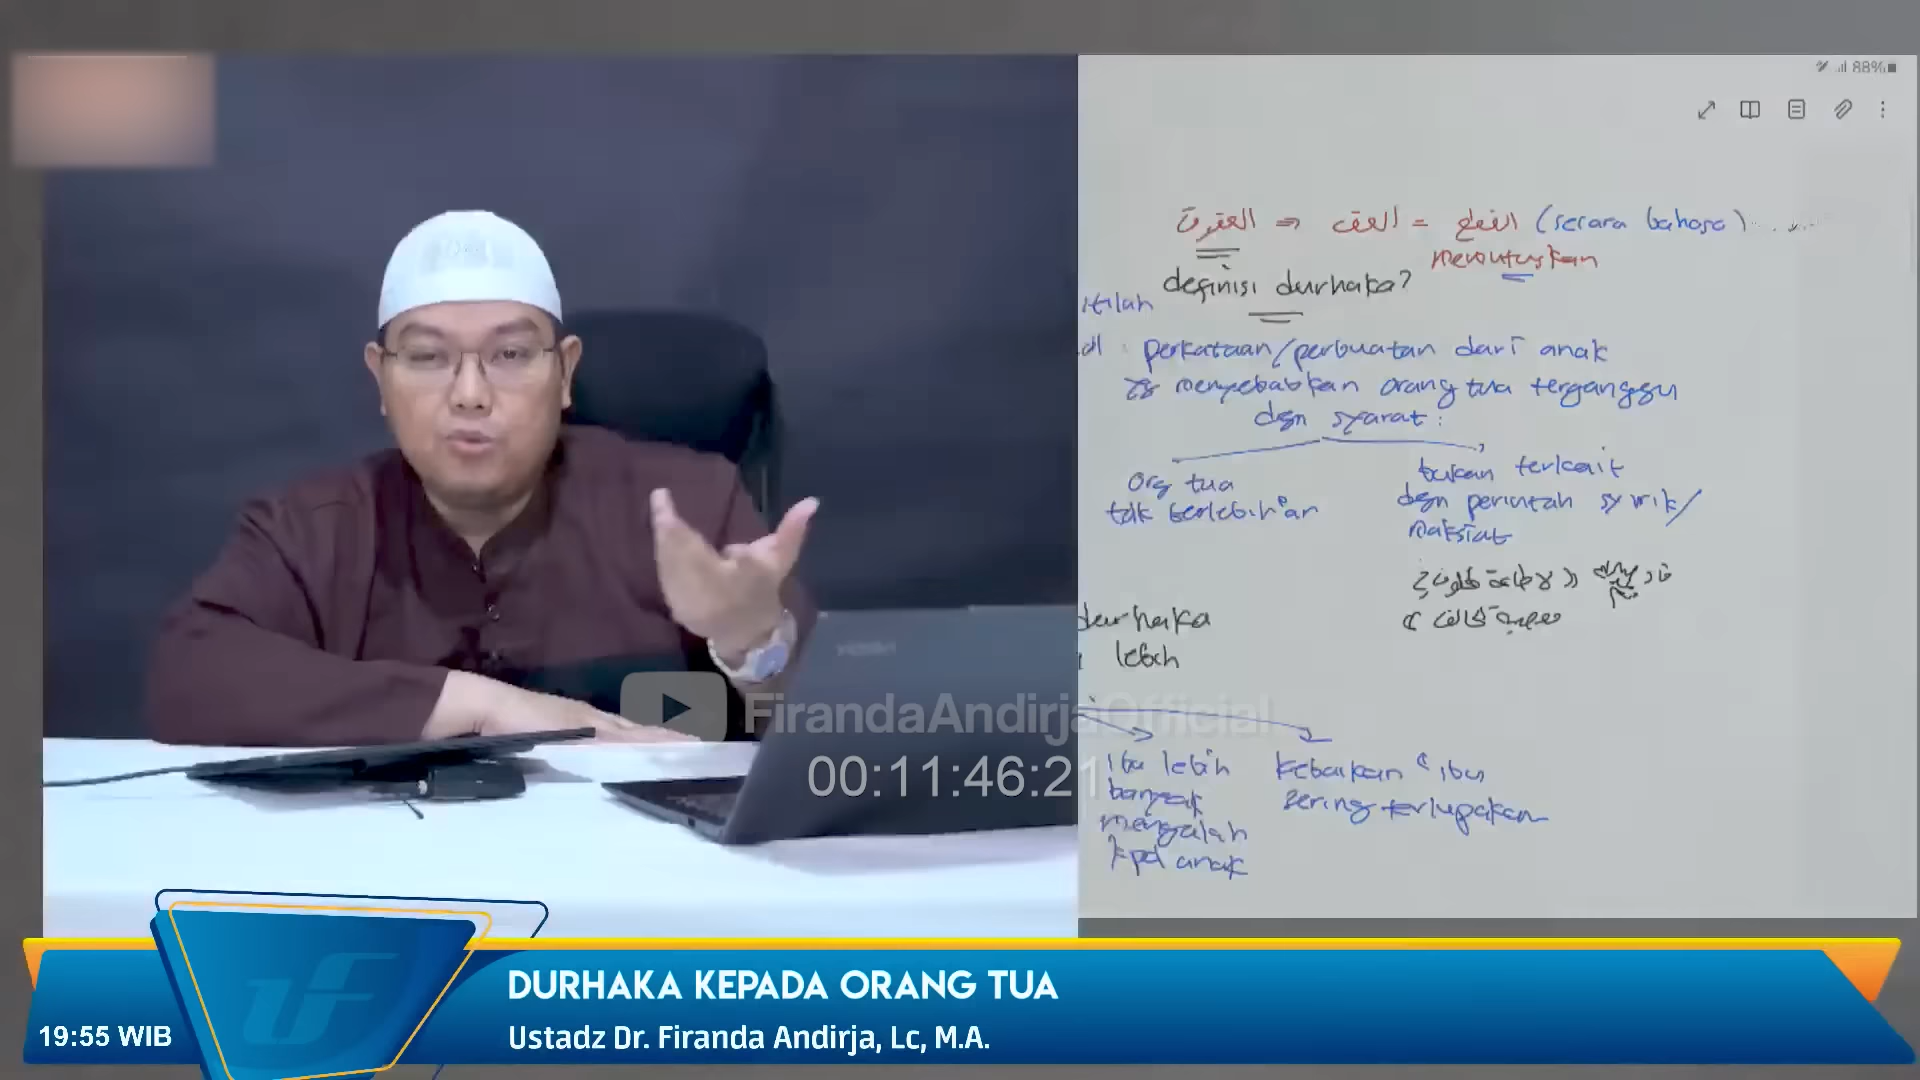 88%
العقوق => العق = القطع (secara bahasa)
memutuskan
definisi durhaka?
itilah
perkataan/perbuatan dari anak
yg menyebabkan orang tua terganggu
dgn syarat:
org tua
tdk berlebihan
bukan terkait
dgn perintah syirik/
maksiat
durhaka
lebih
ibu lebih
banyak
mengalah
kpd anak
kebaikan ibu
sering terlupakan
FirandaAndirjaOfficial
00:11:46:21
DURHAKA KEPADA ORANG TUA
19:55 WIB
Ustadz Dr. Firanda Andirja, Lc, M.A.